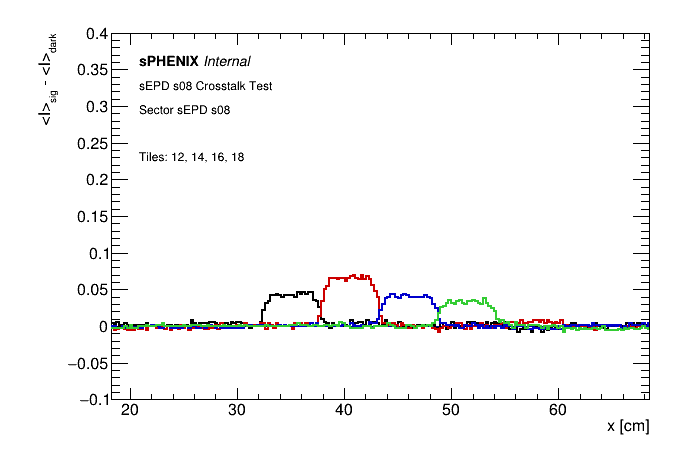 <I>sig - <I>dark
0.4
0.35
0.3
0.25
0.2
0.15
0.1
0.05
0
−0.05
−0.1
sPHENIX Internal
sEPD s08 Crosstalk Test
Sector sEPD s08
Tiles: 12, 14, 16, 18
20 30 40 50 60
x [cm]